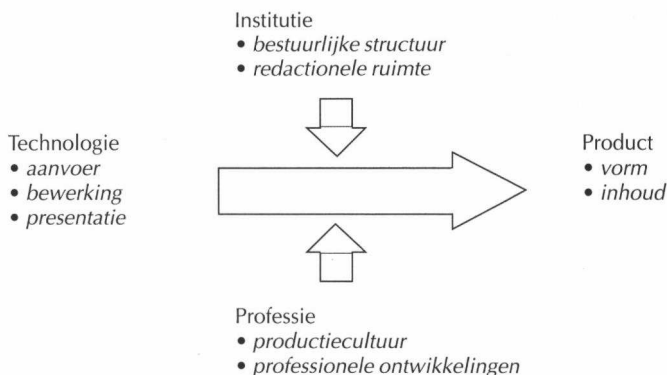 Institutie
• bestuurlijke structuur
• redactionele ruimte
Technologie
• aanvoer
• bewerking
• presentatie
Product
• vorm
• inhoud
Professie
• productiecultuur
• professionele ontwikkelingen